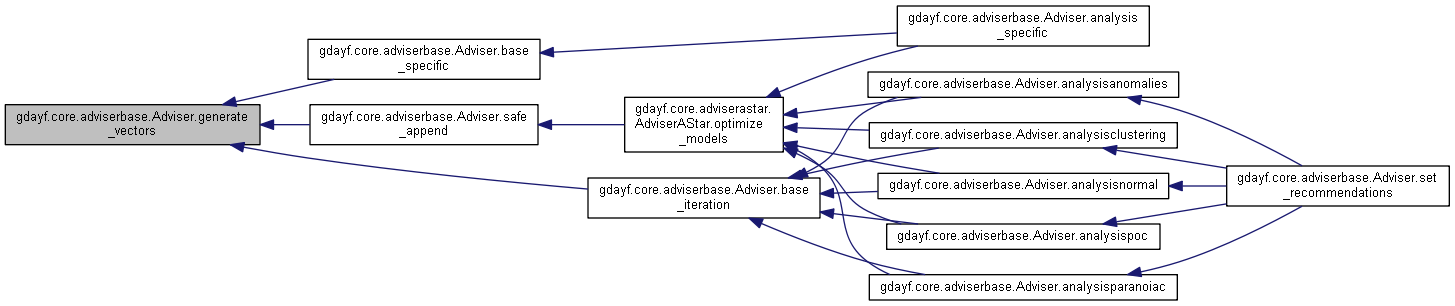 gdayf.core.adviserbase.Adviser.generate
_vectors
gdayf.core.adviserbase.Adviser.base
_specific
gdayf.core.adviserbase.Adviser.safe
_append
gdayf.core.adviserastar.
AdviserAStar.optimize
_models
gdayf.core.adviserbase.Adviser.base
_iteration
gdayf.core.adviserbase.Adviser.analysis
_specific
gdayf.core.adviserbase.Adviser.analysisanomalies
gdayf.core.adviserbase.Adviser.analysisclustering
gdayf.core.adviserbase.Adviser.analysisnormal
gdayf.core.adviserbase.Adviser.analysispoc
gdayf.core.adviserbase.Adviser.analysisparanoiac
gdayf.core.adviserbase.Adviser.set
_recommendations